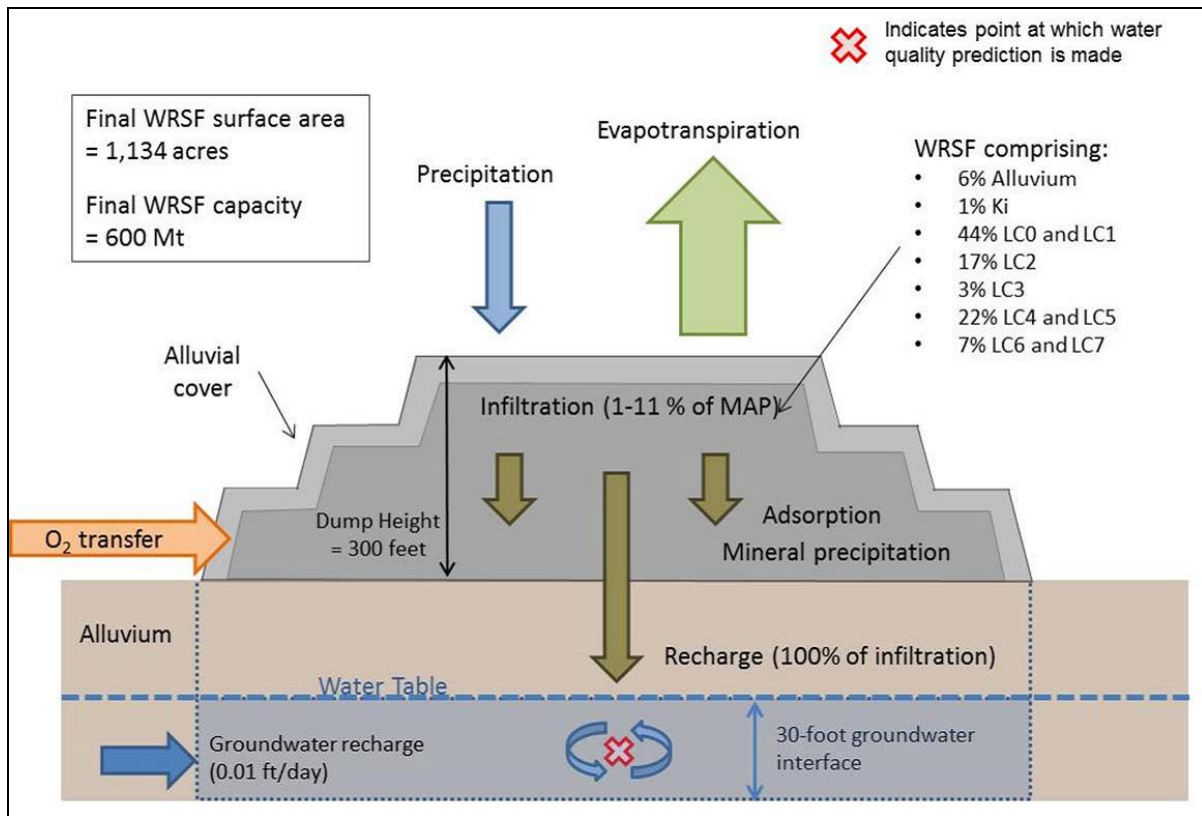 Indicates point at which water
quality prediction is made
Final WRSF surface area
= 1,134 acres
Final WRSF capacity
= 600 Mt
Precipitation
Evapotranspiration
WRSF comprising:
• 6% Alluvium
• 1% Ki
• 44% LC0 and LC1
• 17% LC2
• 3% LC3
• 22% LC4 and LC5
• 7% LC6 and LC7
Alluvial
cover
Infiltration (1-11 % of MAP)
O₂ transfer
Dump Height
= 300 feet
Adsorption
Mineral precipitation
Alluvium
Recharge (100% of infiltration)
Water Table
Groundwater recharge
(0.01 ft/day)
30-foot groundwater
interface